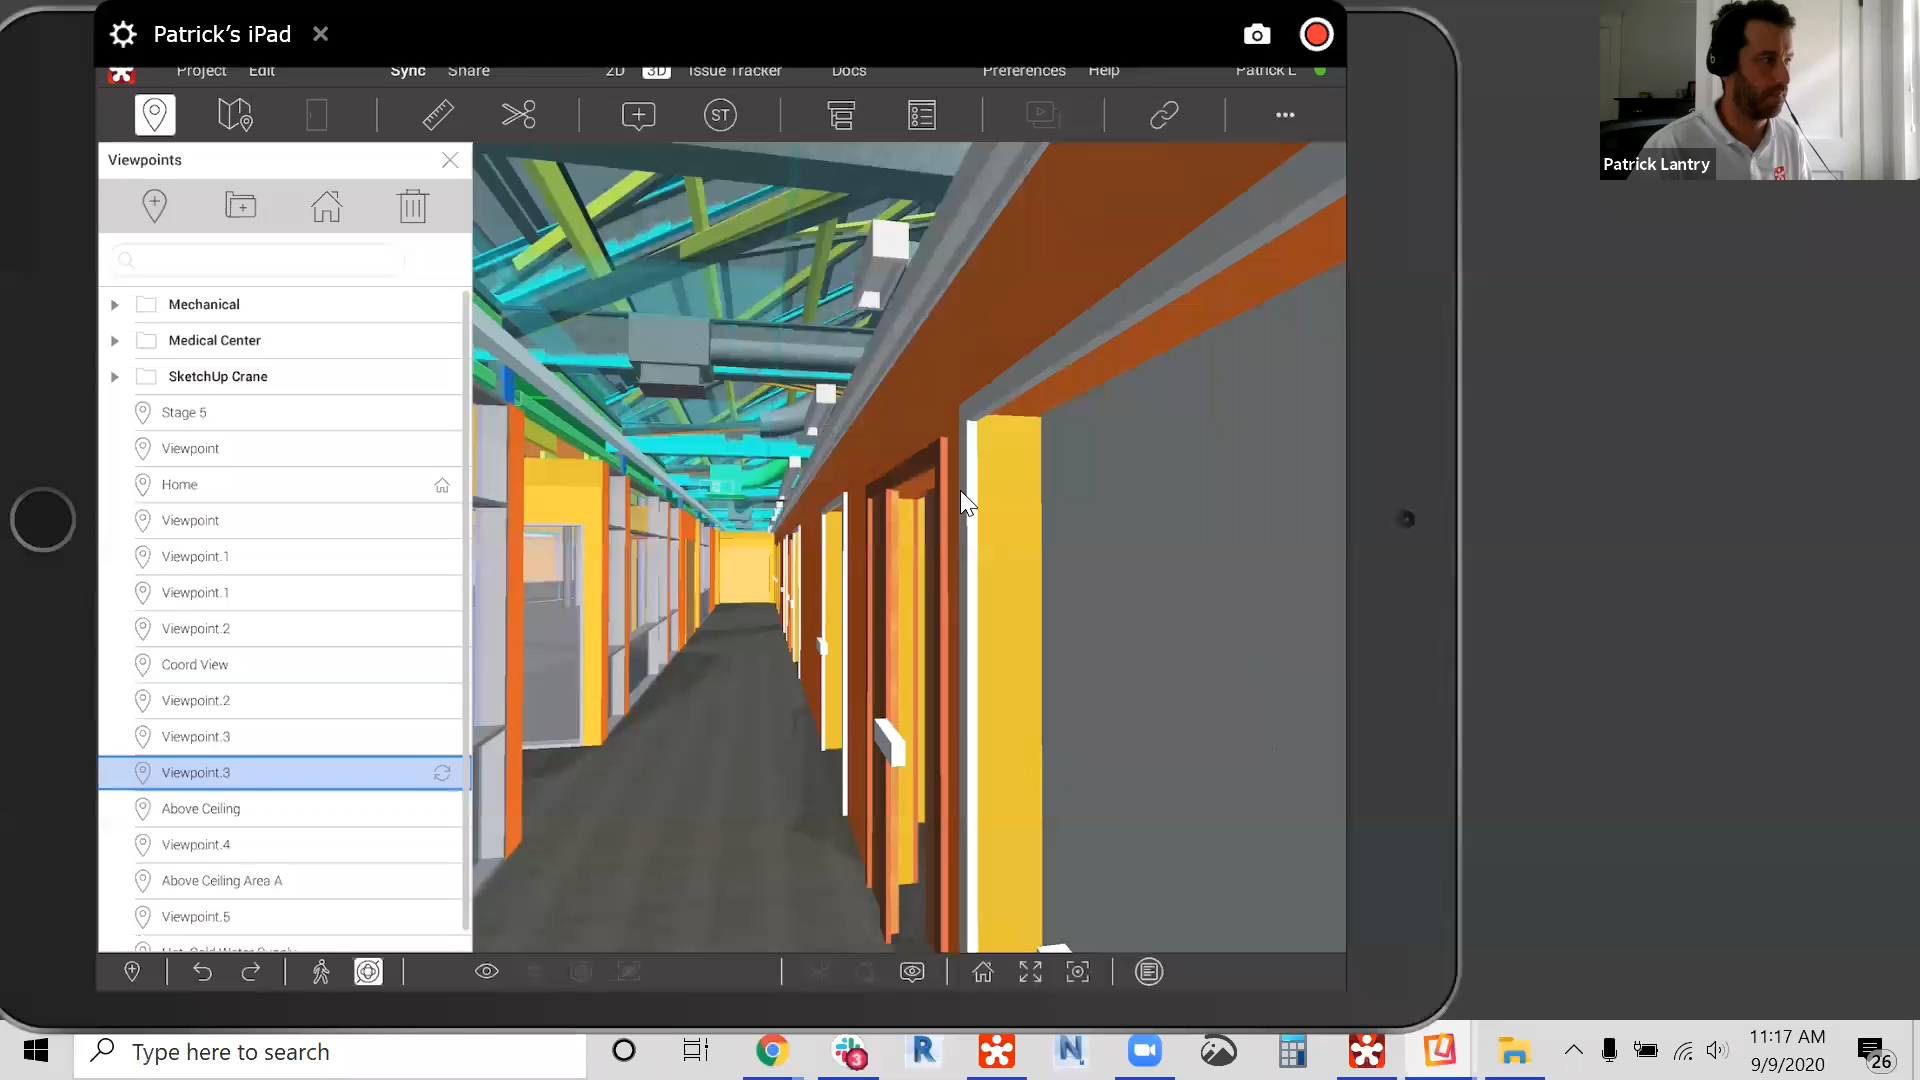 Patrick's iPad
Project Edit Sync Share 2D 3D Issue Tracker Docs Preferences Help Patrick L
ST
Viewpoints
Mechanical
Medical Center
SketchUp Crane
Stage 5
Viewpoint
Home
Viewpoint
Viewpoint.1
Viewpoint.1
Viewpoint.2
Coord View
Viewpoint.2
Viewpoint.3
Viewpoint.3
Above Ceiling
Viewpoint.4
Above Ceiling Area A
Viewpoint.5
Patrick Lantry
Type here to search
3
R
N
11:17 AM
9/9/2020
26